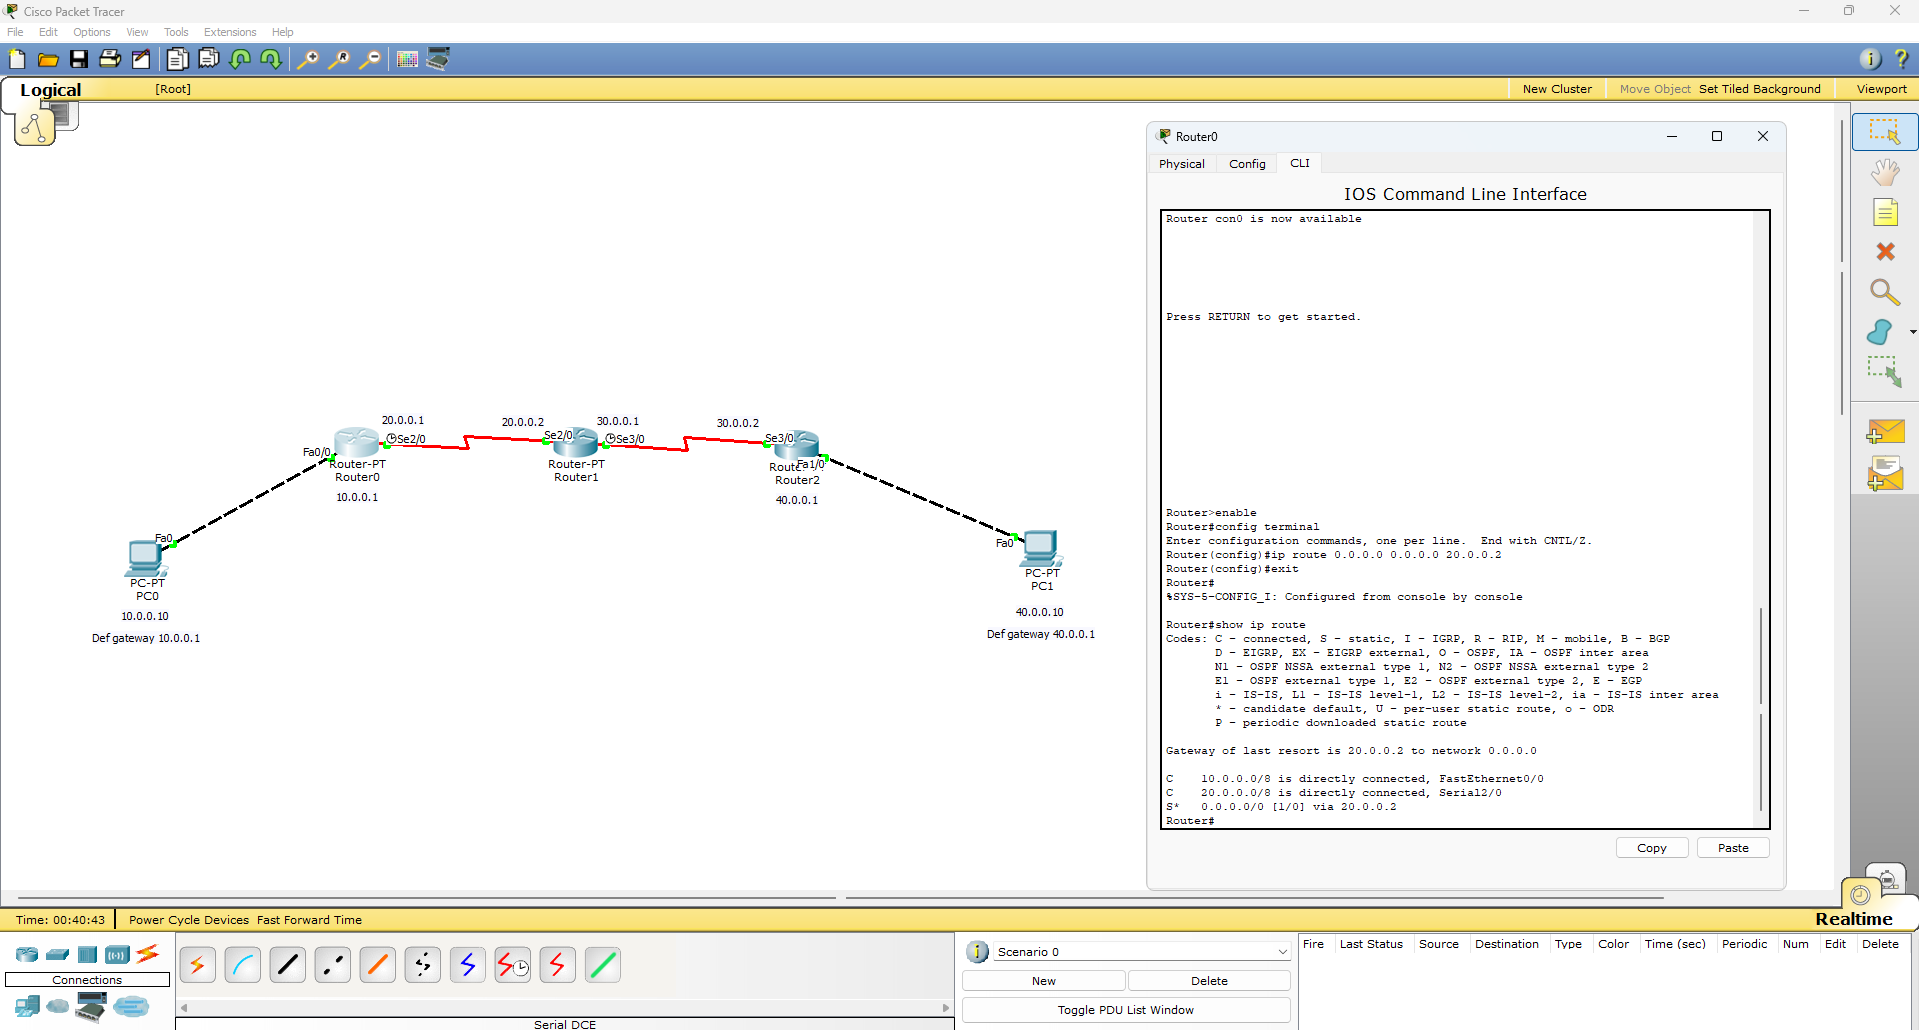 Cisco Packet Tracer
File Edit Options View Tools Extensions Help
Logical [Root] New Cluster Move Object Set Tiled Background Viewport
Router0
Physical Config CLI
IOS Command Line Interface
Router con0 is now available
Press RETURN to get started.
Router>enable
Router#config terminal
Enter configuration commands, one per line. End with CNTL/Z.
Router(config)#ip route 0.0.0.0 0.0.0.0 20.0.0.2
Router(config)#exit
Router#
%SYS-5-CONFIG_I: Configured from console by console
Router#show ip route
Codes: C - connected, S - static, I - IGRP, R - RIP, M - mobile, B - BGP
D - EIGRP, EX - EIGRP external, O - OSPF, IA - OSPF inter area
N1 - OSPF NSSA external type 1, N2 - OSPF NSSA external type 2
E1 - OSPF external type 1, E2 - OSPF external type 2, E - EGP
i - IS-IS, L1 - IS-IS level-1, L2 - IS-IS level-2, ia - IS-IS inter area
* - candidate default, U - per-user static route, o - ODR
P - periodic downloaded static route
Gateway of last resort is 20.0.0.2 to network 0.0.0.0
C 10.0.0.0/8 is directly connected, FastEthernet0/0
C 20.0.0.0/8 is directly connected, Serial2/0
S* 0.0.0.0/0 [1/0] via 20.0.0.2
Router#
Copy Paste
20.0.0.1 20.0.0.2 30.0.0.1 30.0.0.2
Fa0/0 Se2/0 Se2/0 Se3/0 Se3/0 Fa1/0
Router-PT
Router0
10.0.0.1
Router-PT
Router1
Router2
40.0.0.1
Fa0
PC-PT
PC0
10.0.0.10
Def gateway 10.0.0.1
Fa0
PC-PT
PC1
40.0.0.10
Def gateway 40.0.0.1
Time: 00:40:43 Power Cycle Devices Fast Forward Time Realtime
Connections
Serial DCE
Scenario 0
New Delete
Toggle PDU List Window
Fire Last Status Source Destination Type Color Time (sec) Periodic Num Edit Delete